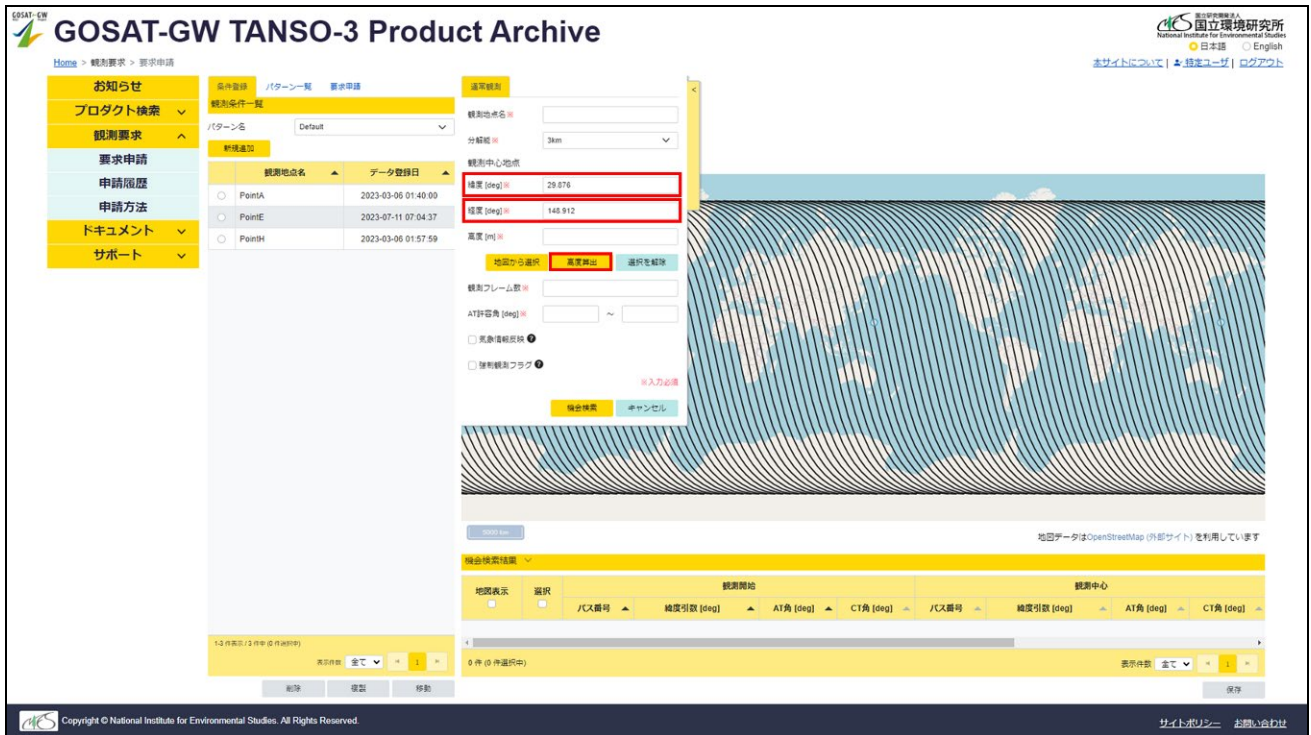 GOSAT-GW
GOSAT-GW TANSO-3 Product Archive
国立研究開発法人
国立環境研究所
National Institute for Environmental Studies
日本語 English
Home > 観測要求 > 要求申請
本サイトについて | 特定ユーザ | ログアウト
お知らせ
プロダクト検索
観測要求
要求申請
申請履歴
申請方法
ドキュメント
サポート
条件登録 パターン一覧 要求申請
観測条件一覧
パターン名 Default
新規追加
観測地点名 ▲ データ登録日 ▲
PointA 2023-03-06 01:40:00
PointE 2023-07-11 07:04:37
PointH 2023-03-06 01:57:59
1-3 件表示 / 3 件中 (0 件選択中)
表示件数 全て « 1 »
削除 複製 移動
通常観測 <
観測地点名※
分解能※ 3km
観測中心地点
緯度 [deg]※ 29.876
経度 [deg]※ 148.912
高度 [m]※
地図から選択 高度算出 選択を解除
観測フレーム数※
AT許容角 [deg]※ ～
気象情報反映 ?
強制観測フラグ ?
※入力必須
機会検索 キャンセル
5000 km
地図データはOpenStreetMap (外部サイト) を利用しています
機会検索結果
地図表示 選択 観測開始 観測中心
パス番号 ▲ 緯度引数 [deg] ▲ AT角 [deg] ▲ CT角 [deg] ▲ パス番号 ▲ 緯度引数 [deg] ▲ AT角 [deg] ▲ CT角 [deg] ▲
0 件 (0 件選択中) 表示件数 全て « 1 »
保存
NIES Copyright © National Institute for Environmental Studies. All Rights Reserved.
サイトポリシー お問い合わせ